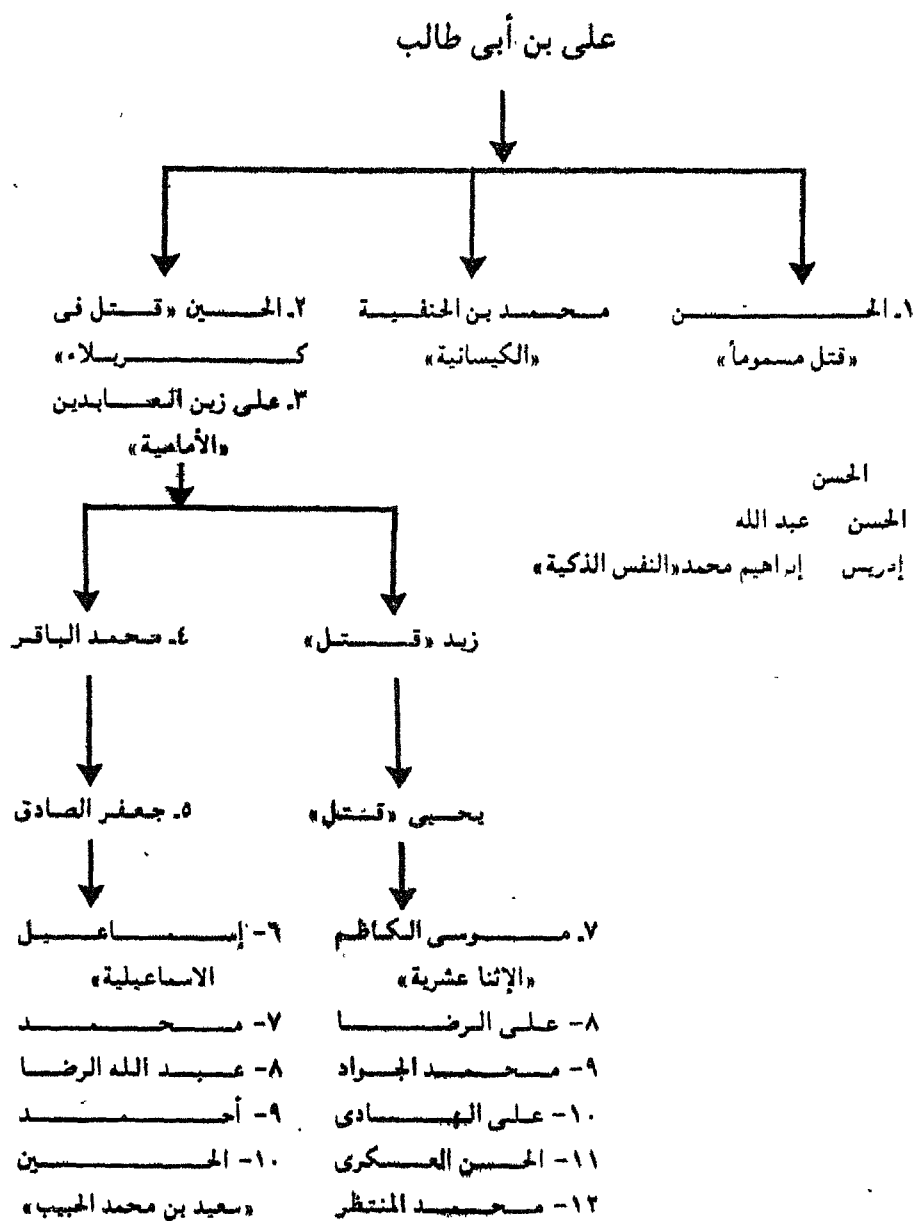 على بن أبى طالب
١. الحسن محمد بن الحنفية ٢. الحسين «قتل فى
«قتل مسموماً» «الكيسانية» كربلاء»
٣. على زين العابدين
«الأمامية»
الحسن
الحسن عبد الله
إدريس إبراهيم محمد «النفس الذكية»
زيد «قتل» ٤. محمد الباقر
يحيى «قتل» ٥. جعفر الصادق
٧. موسى الكاظم ٦- إسماعيل
«الإثنا عشرية» الاسماعيلية»
٨- على الرضا ٧- محمد
٩- محمد الجواد ٨- عبد الله الرضا
١٠- على الهادى ٩- أحمد
١١- الحسن العسكرى ١٠- الحسين
١٢- محمد المنتظر «سعيد بن محمد الحبيب»